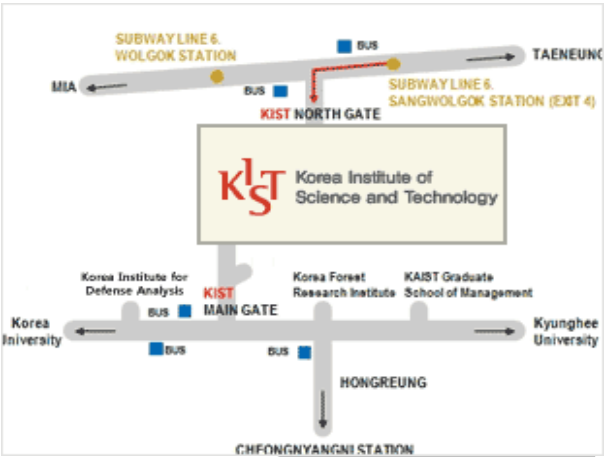 SUBWAY LINE 6.
WOLGOK STATION
BUS
TAENEUNG
MIA
BUS
SUBWAY LINE 6.
SANGWOLGOK STATION (EXIT 4)
KIST NORTH GATE
KIST
Korea Institute of
Science and Technology
Korea Institute for
Defense Analysis
KIST
MAIN GATE
Korea Forest
Research Institute
KAIST Graduate
School of Management
BUS
Korea
University
Kyunghee
University
BUS
BUS
HONGREUNG
CHEONGNYANGNI STATION